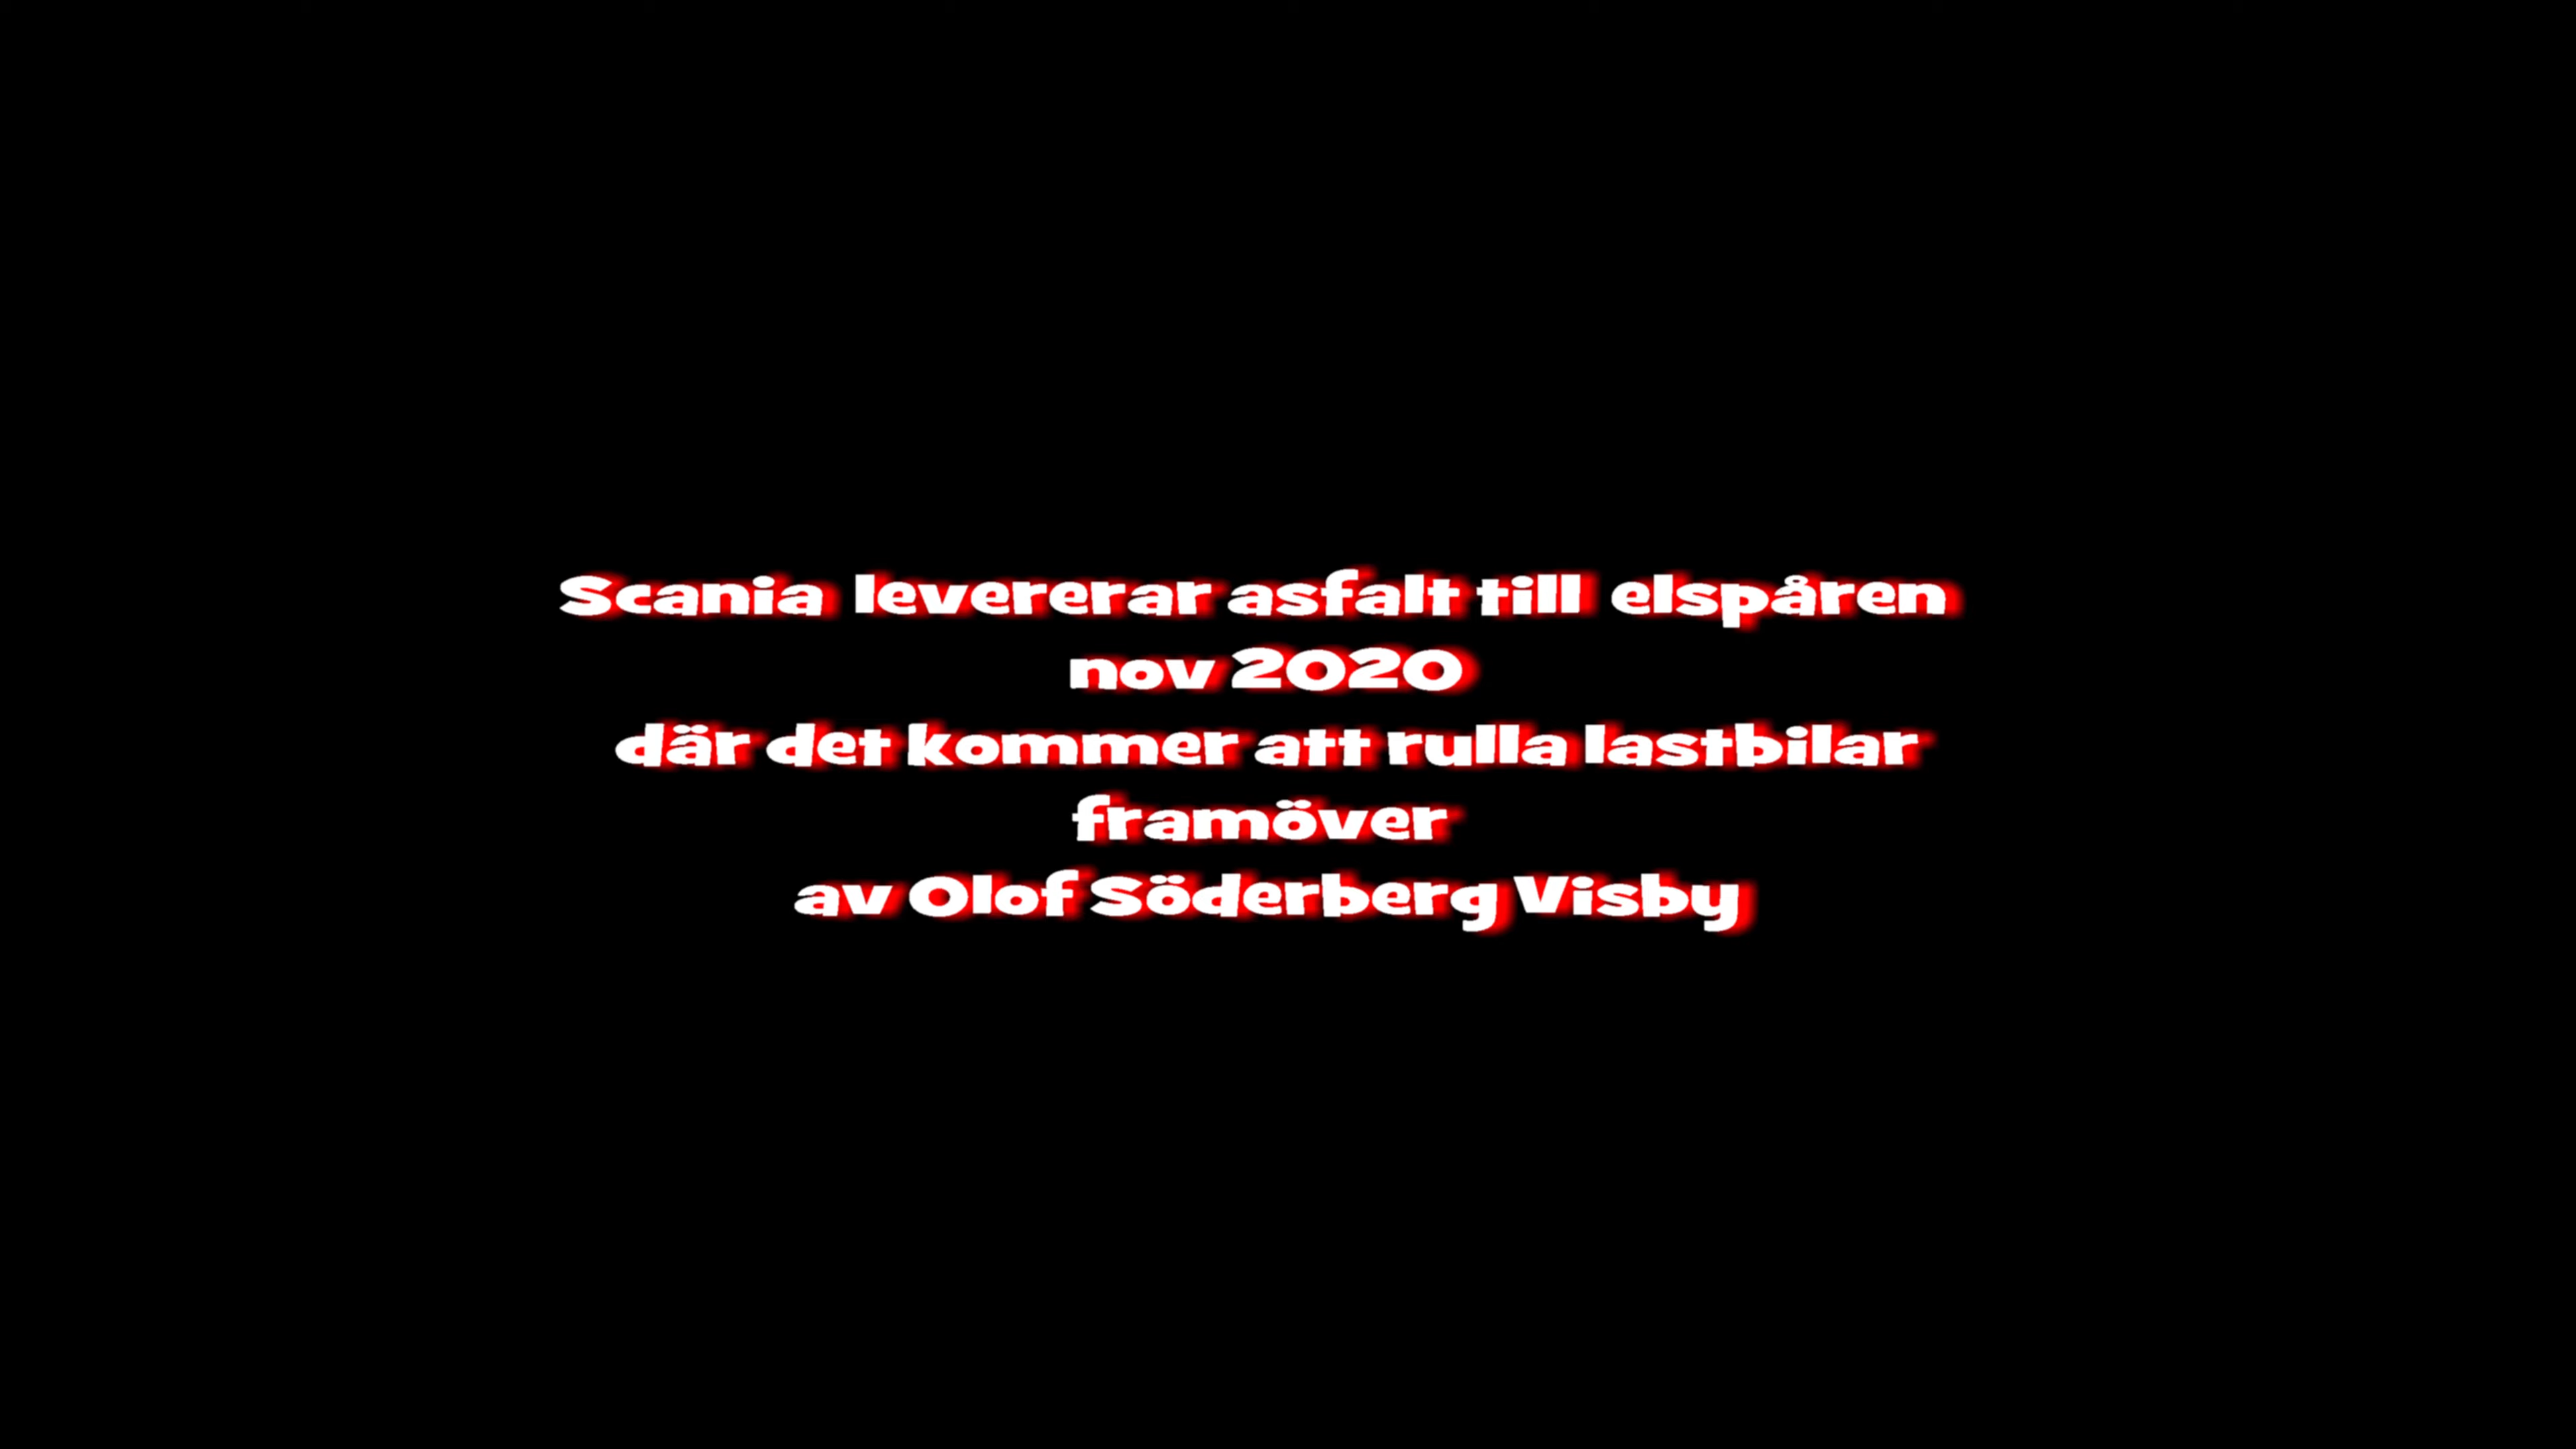 Scania levererar asfalt till elspåren
nov 2020
där det kommer att rulla lastbilar
framöver
av Olof Söderberg Visby